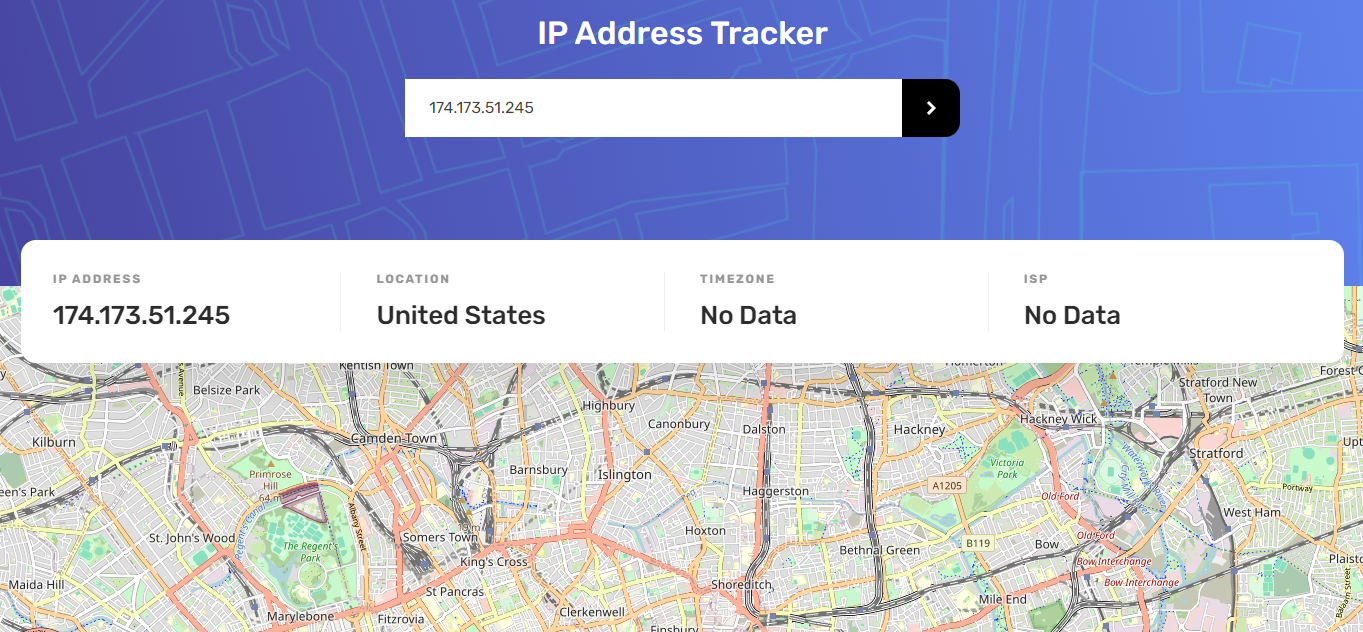 IP Address Tracker
174.173.51.245
IP ADDRESS
174.173.51.245
LOCATION
United States
TIMEZONE
No Data
ISP
No Data
Kentish Town
Homerton
Forest
Belsize Park
Avenue
Stratford New
Town
Highbury
Canonbury
Dalston
Hackney
Hackney Wick
Kilburn
Camden Town
Stratford
Barnsbury
Islington
Victoria
Park
Primrose
Hill
64 m
een's Park
Haggerston
A1205
Old Ford
Portway
West Ham
Albany Street
Regent's Canal
St. John's Wood
The Regent's
Park
Somers Town
19 m
Hoxton
Bethnal Green
B119
Bow
Old Ford
King's Cross
Bow Interchange
Bow Interchange
Maida Hill
St Pancras
Shoreditch
Mile End
Marylebone
Fitzrovia
Clerkenwell
Finsbury
Plaisto